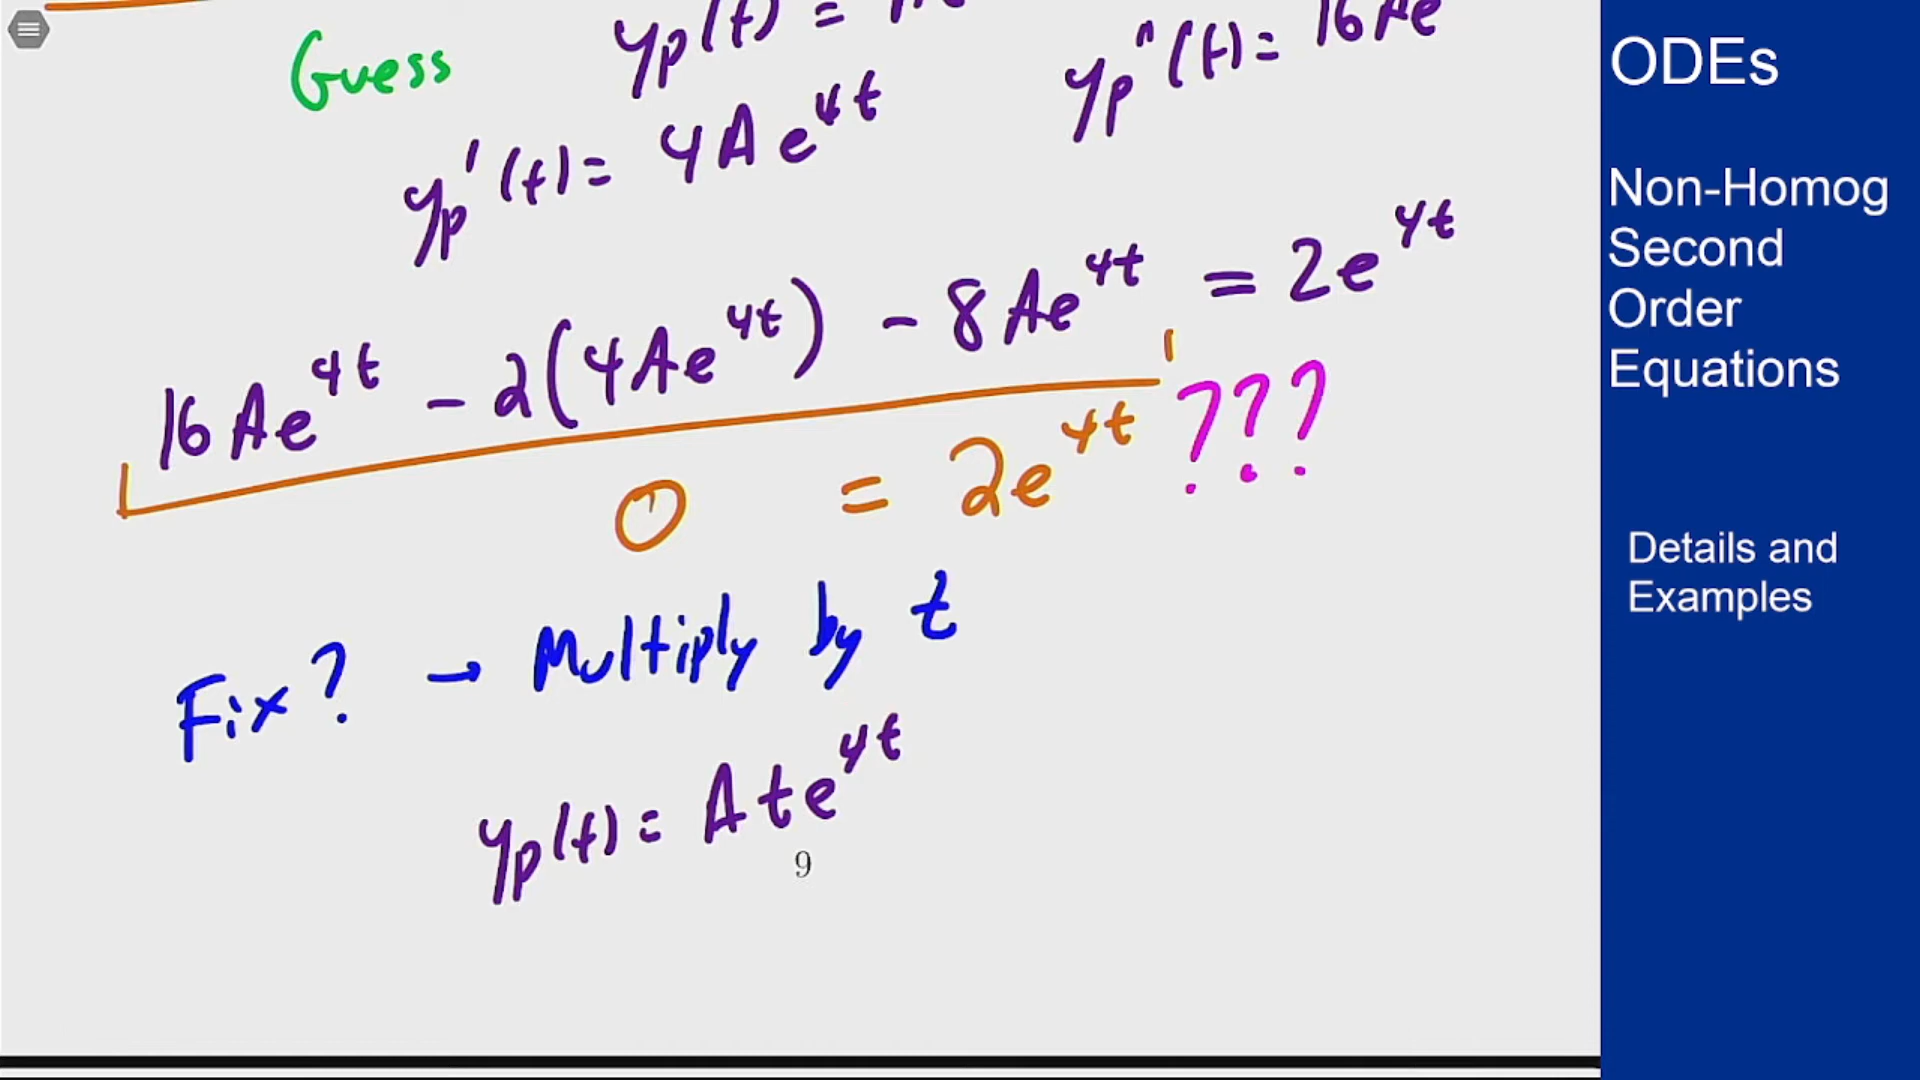 Guess yp(t) =
yp''(t) = 16Ae
yp'(t) = 4Ae^4t
16Ae^4t - 2(4Ae^4t) - 8Ae^4t = 2e^4t
0 = 2e^4t ???
Fix? → Multiply by t
yp(t) = Ate^4t
9
ODEs
Non-Homog
Second
Order
Equations
Details and
Examples